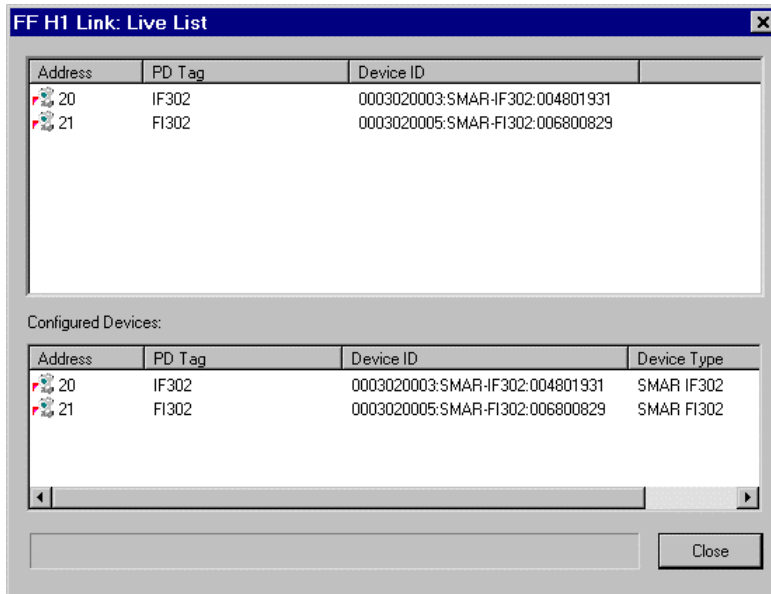 FF H1 Link: Live List
Address PD Tag Device ID
20 IF302 0003020003:SMAR-IF302:004801931
21 FI302 0003020005:SMAR-FI302:006800829
Configured Devices:
Address PD Tag Device ID Device Type
20 IF302 0003020003:SMAR-IF302:004801931 SMAR IF302
21 FI302 0003020005:SMAR-FI302:006800829 SMAR FI302
Close